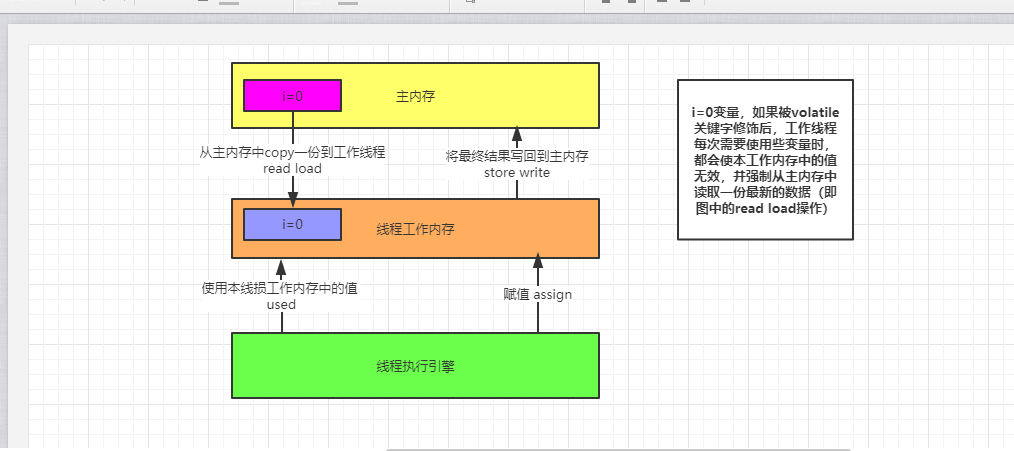 i=0
主内存
从主内存中copy一份到工作线程
read load
将最终结果写回到主内存
store write
i=0
线程工作内存
使用本线损工作内存中的值
used
赋值 assign
线程执行引擎
i=0变量，如果被volatile
关键字修饰后，工作线程
每次需要使用些变量时，
都会使本工作内存中的值
无效，并强制从主内存中
读取一份最新的数据（即
图中的read load操作）